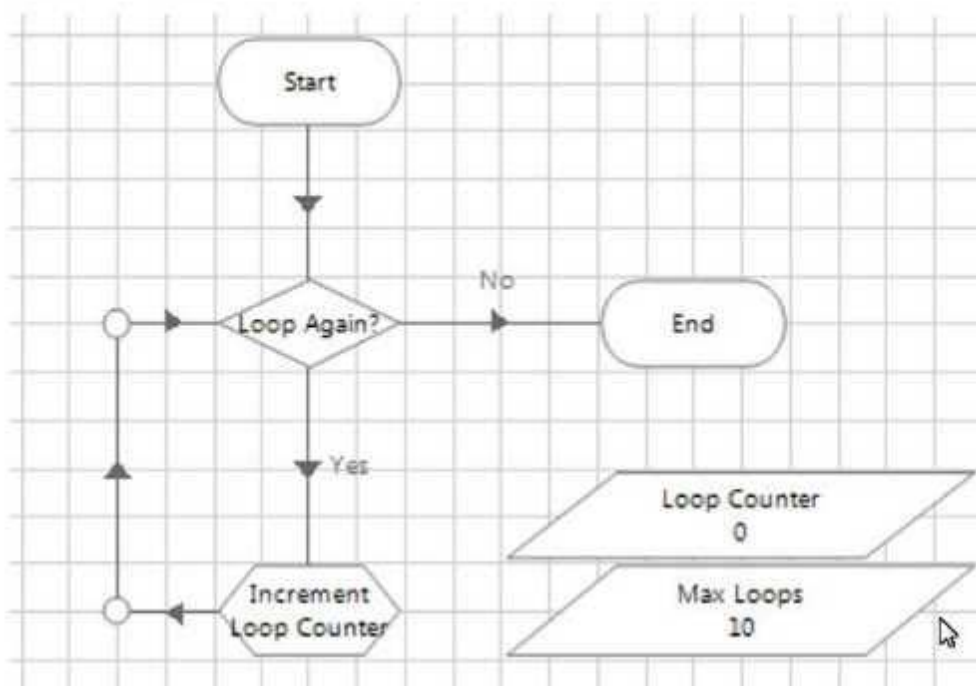 Start
No
Loop Again?
End
Yes
Loop Counter
0
Increment
Loop Counter
Max Loops
10